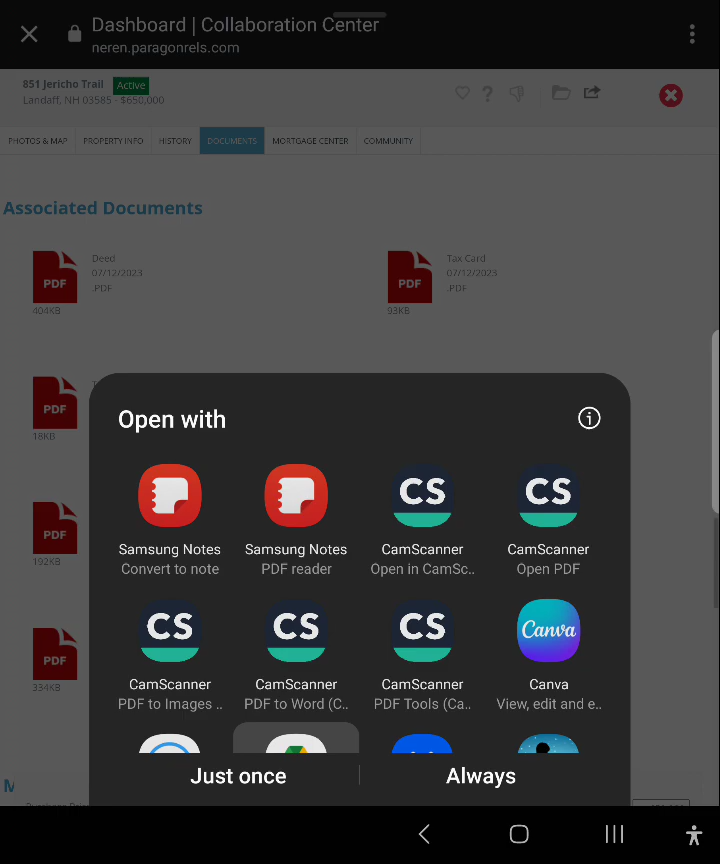 Dashboard | Collaboration Center
neren.paragonrels.com
851 Jericho Trail Active
Landaff, NH 03585 - $650,000
PHOTOS & MAP PROPERTY INFO HISTORY DOCUMENTS MORTGAGE CENTER COMMUNITY
Associated Documents
PDF
Deed
07/12/2023
.PDF
404KB
PDF
Tax Card
07/12/2023
.PDF
93KB
PDF
18KB
PDF
192KB
PDF
334KB
Open with
Samsung Notes
Convert to note
Samsung Notes
PDF reader
CS
CamScanner
Open in CamSc..
CS
CamScanner
Open PDF
CS
CamScanner
PDF to Images ..
CS
CamScanner
PDF to Word (C..
CS
CamScanner
PDF Tools (Ca..
Canva
Canva
View, edit and e..
Just once
Always